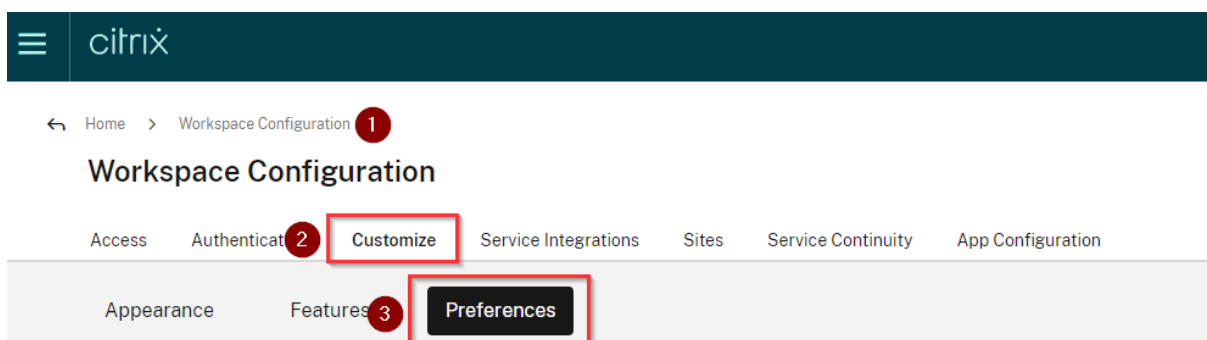 citrix
Home > Workspace Configuration 1
Workspace Configuration
Access Authenticat 2 Customize Service Integrations Sites Service Continuity App Configuration
Appearance Features 3 Preferences